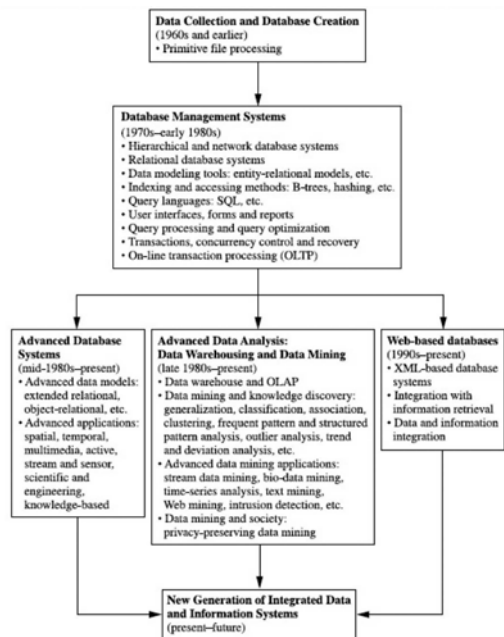 Data Collection and Database Creation
(1960s and earlier)
• Primitive file processing
Database Management Systems
(1970s–early 1980s)
• Hierarchical and network database systems
• Relational database systems
• Data modeling tools: entity-relational models, etc.
• Indexing and accessing methods: B-trees, hashing, etc.
• Query languages: SQL, etc.
• User interfaces, forms and reports
• Query processing and query optimization
• Transactions, concurrency control and recovery
• On-line transaction processing (OLTP)
Advanced Database
Systems
(mid-1980s–present)
• Advanced data models:
extended relational,
object-relational, etc.
• Advanced applications:
spatial, temporal,
multimedia, active,
stream and sensor,
scientific and
engineering,
knowledge-based
Advanced Data Analysis:
Data Warehousing and Data Mining
(late 1980s–present)
• Data warehouse and OLAP
• Data mining and knowledge discovery:
generalization, classification, association,
clustering, frequent pattern and structured
pattern analysis, outlier analysis, trend
and deviation analysis, etc.
• Advanced data mining applications:
stream data mining, bio-data mining,
time-series analysis, text mining,
Web mining, intrusion detection, etc.
• Data mining and society:
privacy-preserving data mining
Web-based databases
(1990s–present)
• XML-based database
systems
• Integration with
information retrieval
• Data and information
integration
New Generation of Integrated Data
and Information Systems
(present–future)